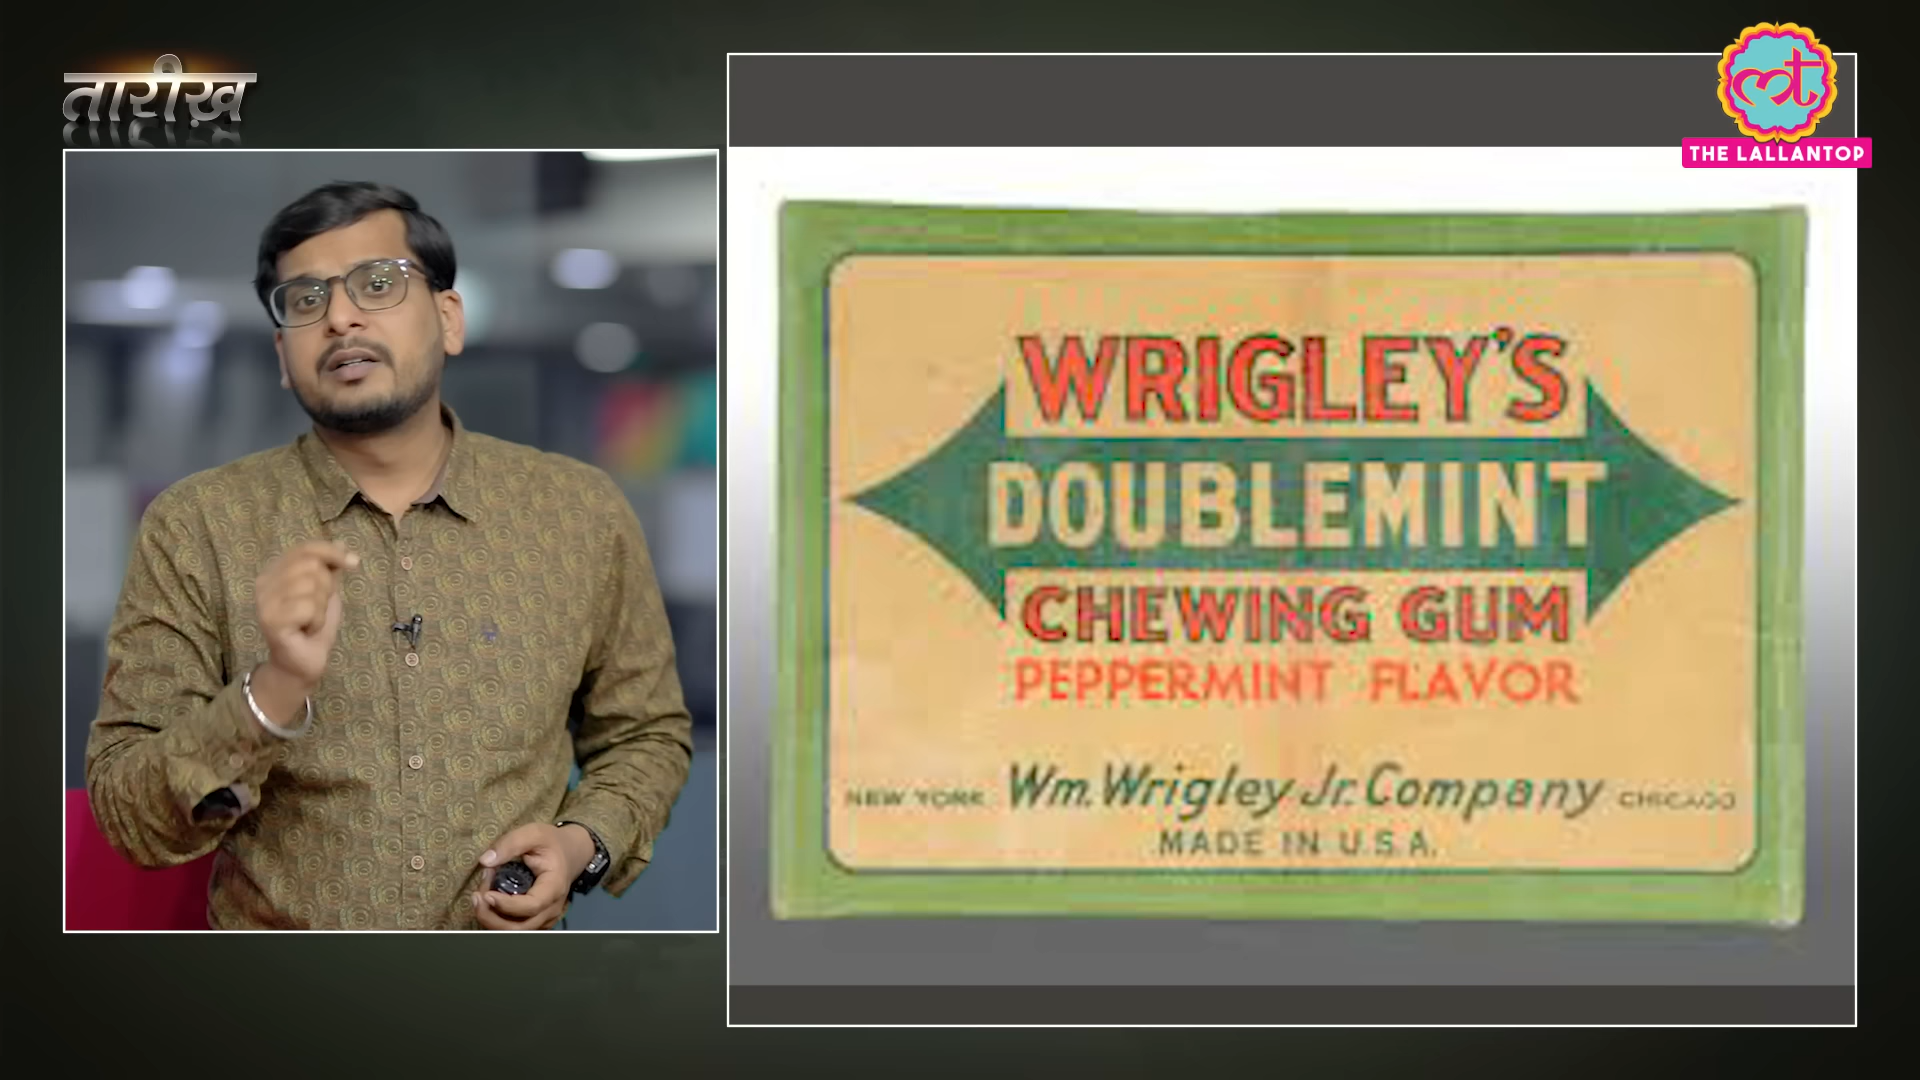 तारीख़
THE LALLANTOP
WRIGLEY'S
DOUBLEMINT
CHEWING GUM
PEPPERMINT FLAVOR
NEW YORK Wm. Wrigley Jr. Company CHICAGO
MADE IN U.S.A.